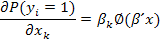 ∂P(y_i = 1)/∂x_k = β_k∅(β´x)